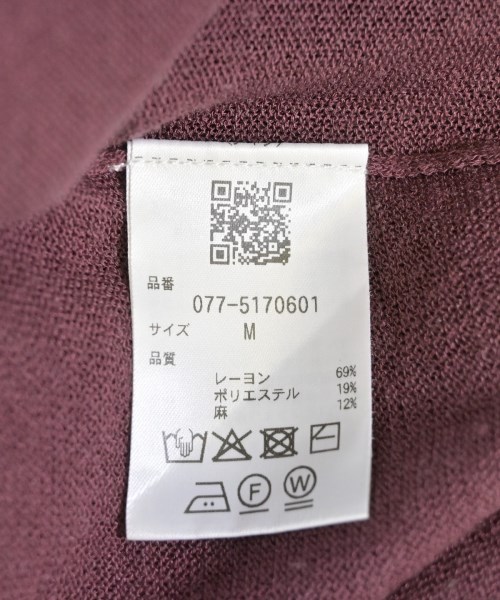 品番
077-5170601
サイズ M
品質
レーヨン 69%
ポリエステル 19%
麻 12%
F W